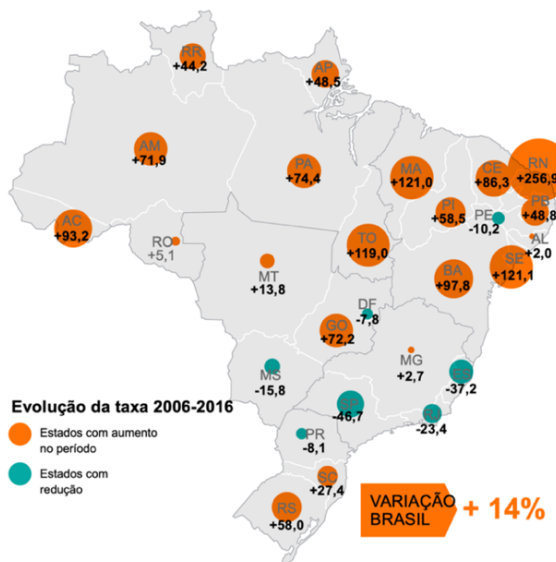 RR
+44,2
AP
+48,5
AM
+71,9
PA
+74,4
MA
+121,0
CE
+86,3
RN
+256,9
PI
+58,5
PE
-10,2
PB
+48,8
AL
+2,0
AC
+93,2
RO
+5,1
TO
+119,0
SE
+121,1
BA
+97,8
MT
+13,8
DF
-7,8
GO
+72,2
MG
+2,7
ES
-37,2
MS
-15,8
SP
-46,7
RJ
-23,4
PR
-8,1
SC
+27,4
RS
+58,0
Evolução da taxa 2006-2016
Estados com aumento
no período
Estados com
redução
VARIAÇÃO
BRASIL
+ 14%